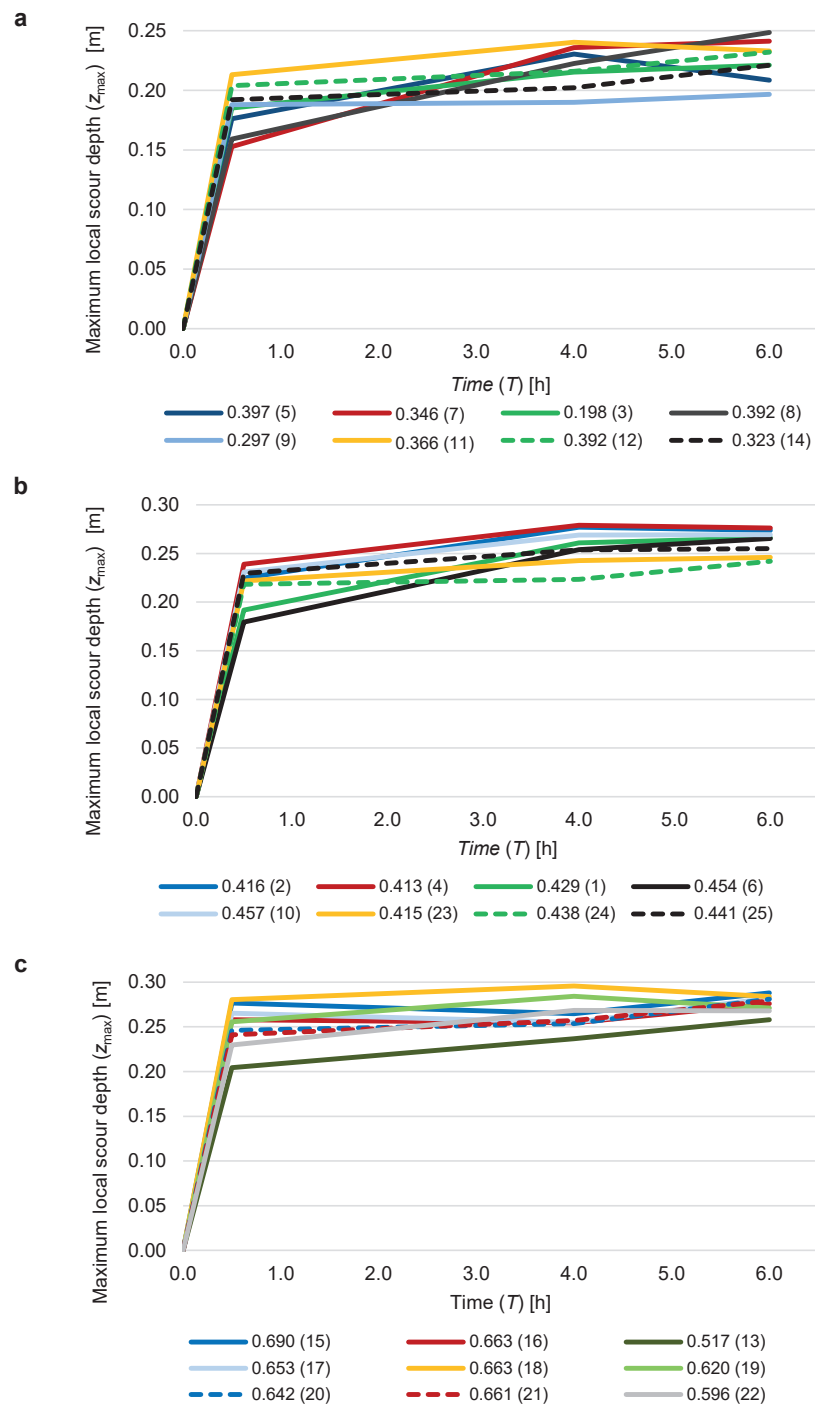 a
Maximum local scour depth (zmax) [m]
0.25
0.20
0.15
0.10
0.05
0.00
0.0 1.0 2.0 3.0 4.0 5.0 6.0
Time (T) [h]
0.397 (5) 0.346 (7) 0.198 (3) 0.392 (8)
0.297 (9) 0.366 (11) 0.392 (12) 0.323 (14)
b
Maximum local scour depth (zmax) [m]
0.30
0.25
0.20
0.15
0.10
0.05
0.00
0.0 1.0 2.0 3.0 4.0 5.0 6.0
Time (T) [h]
0.416 (2) 0.413 (4) 0.429 (1) 0.454 (6)
0.457 (10) 0.415 (23) 0.438 (24) 0.441 (25)
c
Maximum local scour depth (zmax) [m]
0.30
0.25
0.20
0.15
0.10
0.05
0.00
0.0 1.0 2.0 3.0 4.0 5.0 6.0
Time (T) [h]
0.690 (15) 0.663 (16) 0.517 (13)
0.653 (17) 0.663 (18) 0.620 (19)
0.642 (20) 0.661 (21) 0.596 (22)